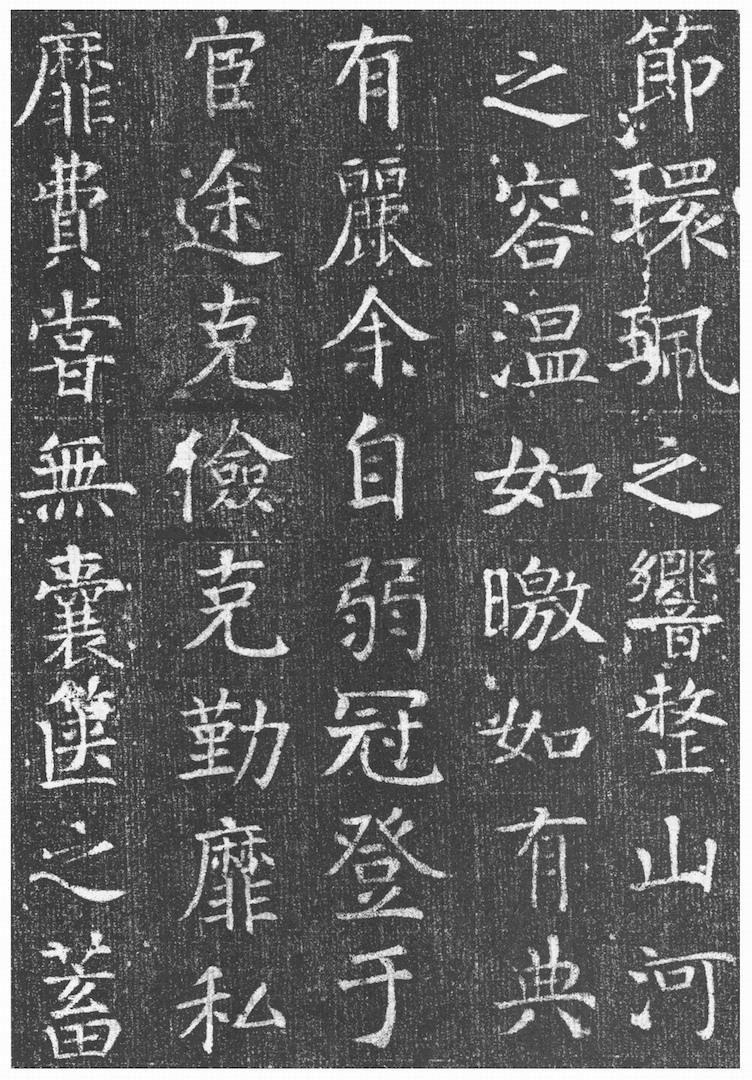 節環珮之響整山河
之容温如曒如有典
有麗余自弱冠登于
宦途克儉克勤靡私
靡費嘗無囊篋之蓄